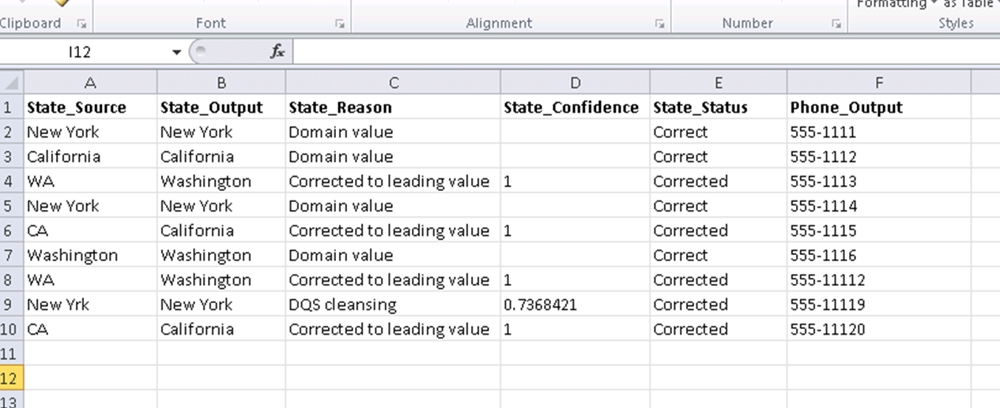 Formatting as Table
Clipboard Font Alignment Number Styles
I12 fx
A B C D E F
1 State_Source State_Output State_Reason State_Confidence State_Status Phone_Output
2 New York New York Domain value Correct 555-1111
3 California California Domain value Correct 555-1112
4 WA Washington Corrected to leading value 1 Corrected 555-1113
5 New York New York Domain value Correct 555-1114
6 CA California Corrected to leading value 1 Corrected 555-1115
7 Washington Washington Domain value Correct 555-1116
8 WA Washington Corrected to leading value 1 Corrected 555-11112
9 New Yrk New York DQS cleansing 0.7368421 Corrected 555-11119
10 CA California Corrected to leading value 1 Corrected 555-11120
11
12
13